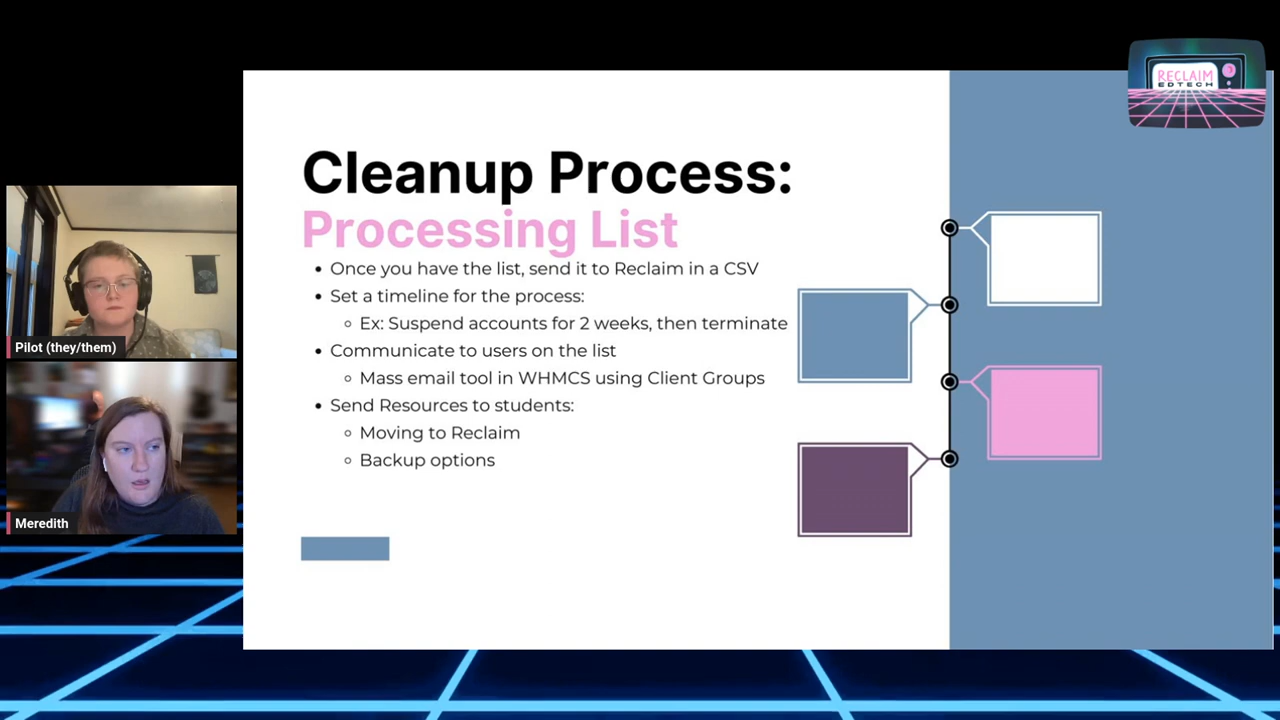 RECLAIM
EDTECH
Cleanup Process:
Processing List
• Once you have the list, send it to Reclaim in a CSV
• Set a timeline for the process:
◦ Ex: Suspend accounts for 2 weeks, then terminate
• Communicate to users on the list
◦ Mass email tool in WHMCS using Client Groups
• Send Resources to students:
◦ Moving to Reclaim
◦ Backup options
Pilot (they/them)
Meredith